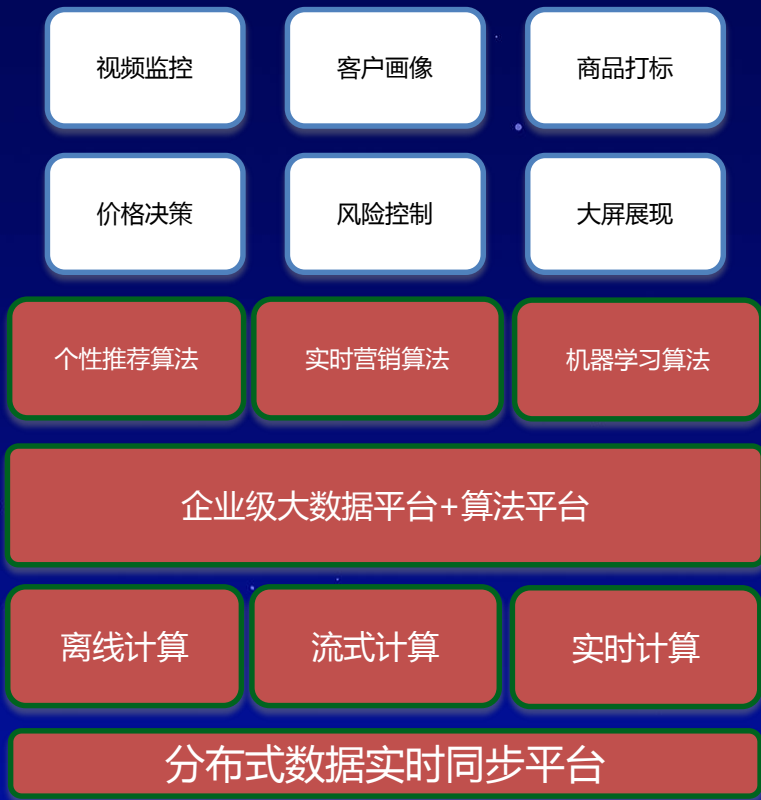 视频监控
客户画像
商品打标
价格决策
风险控制
大屏展现
个性推荐算法
实时营销算法
机器学习算法
企业级大数据平台+算法平台
离线计算
流式计算
实时计算
分布式数据实时同步平台